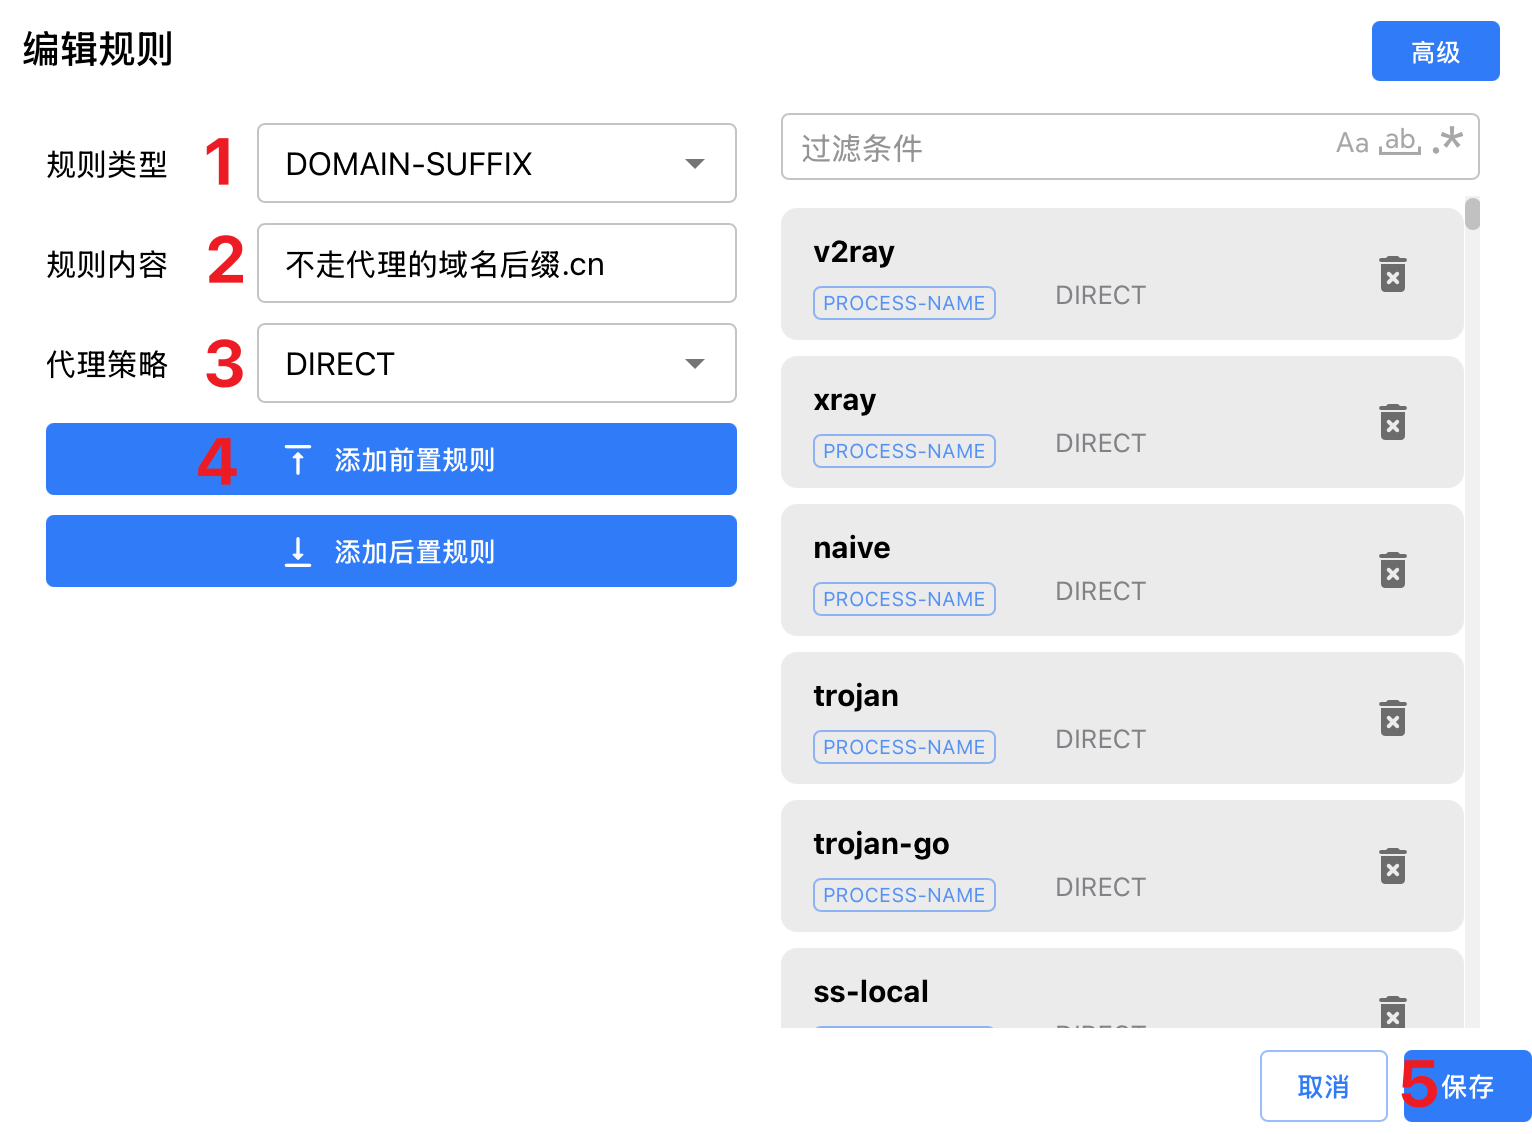 编辑规则
高级
规则类型 1 DOMAIN-SUFFIX
规则内容 2 不走代理的域名后缀.cn
代理策略 3 DIRECT
4 添加前置规则
添加后置规则
过滤条件 Aa ab .*
v2ray
PROCESS-NAME DIRECT
xray
PROCESS-NAME DIRECT
naive
PROCESS-NAME DIRECT
trojan
PROCESS-NAME DIRECT
trojan-go
PROCESS-NAME DIRECT
ss-local
取消
5 保存